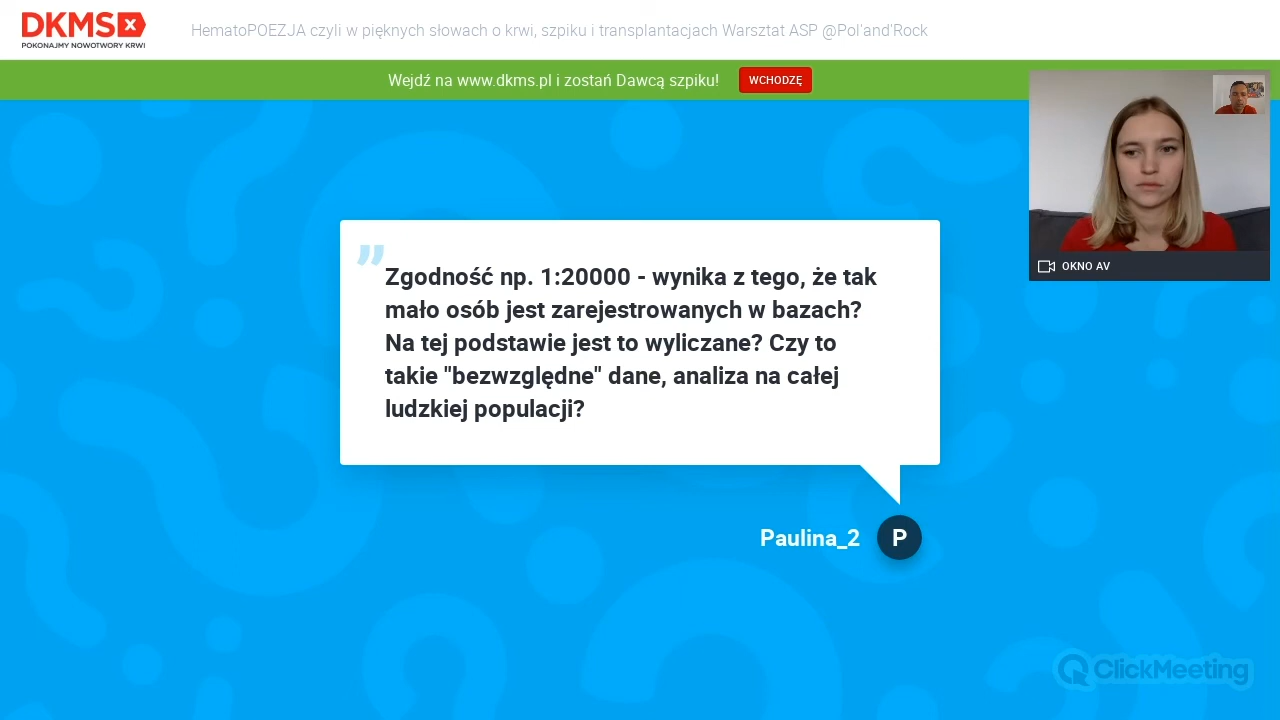 DKMS
POKONAJMY NOWOTWORY KRWI
HematoPOEZJA czyli w pięknych słowach o krwi, szpiku i transplantacjach Warsztat ASP @Pol'and'Rock
Wejdź na www.dkms.pl i zostań Dawcą szpiku!
WCHODZĘ
OKNO AV
”
Zgodność np. 1:20000 - wynika z tego, że tak
mało osób jest zarejestrowanych w bazach?
Na tej podstawie jest to wyliczane? Czy to
takie "bezwzględne" dane, analiza na całej
ludzkiej populacji?
Paulina_2
P
ClickMeeting